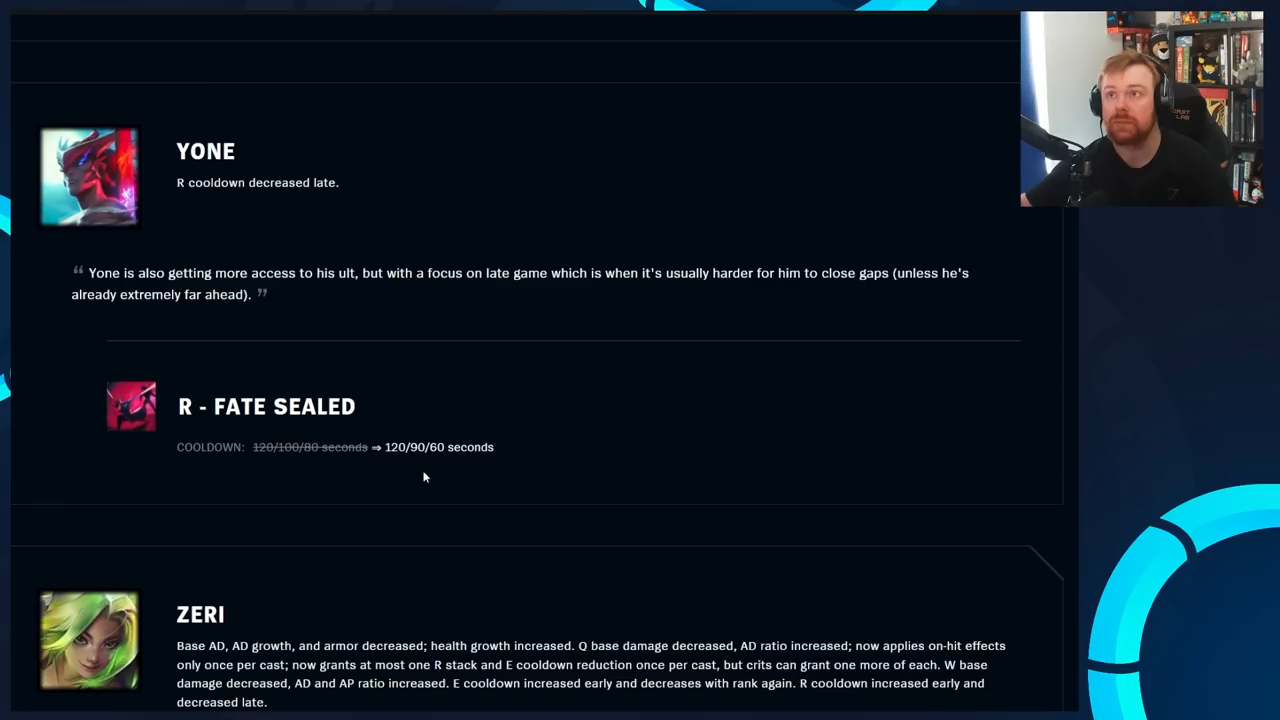 YONE
R cooldown decreased late.
“ Yone is also getting more access to his ult, but with a focus on late game which is when it's usually harder for him to close gaps (unless he's
already extremely far ahead). ”
R - FATE SEALED
COOLDOWN: 120/100/80 seconds ⇒ 120/90/60 seconds
ZERI
Base AD, AD growth, and armor decreased; health growth increased. Q base damage decreased, AD ratio increased; now applies on-hit effects
only once per cast; now grants at most one R stack and E cooldown reduction once per cast, but crits can grant one more of each. W base
damage decreased, AD and AP ratio increased. E cooldown increased early and decreases with rank again. R cooldown increased early and
decreased late.